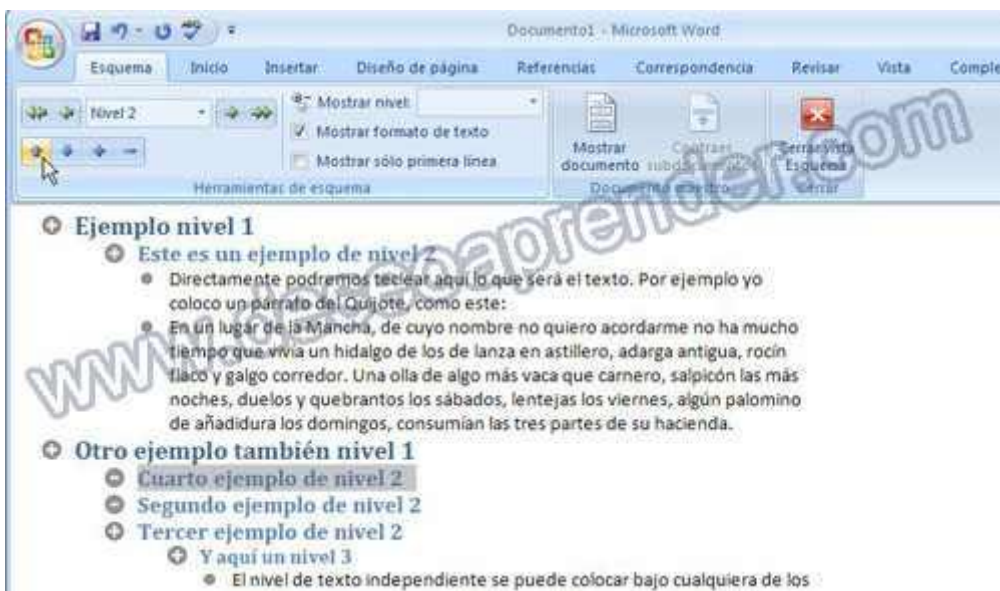 Documento1 - Microsoft Word
Esquema Inicio Insertar Diseño de página Referencias Correspondencia Revisar Vista Comple
Nivel 2
Mostrar nivel:
Mostrar formato de texto
Mostrar sólo primera línea
Mostrar documento
Contraer
Cerrar vista Esquema
Herramientas de esquema
Documento maestro
Cerrar
www.deseoaprender.com
Ejemplo nivel 1
Este es un ejemplo de nivel 2
Directamente podremos teclear aquí lo que será el texto. Por ejemplo yo
coloco un párrafo del Quijote, como este:
En un lugar de la Mancha, de cuyo nombre no quiero acordarme no ha mucho
tiempo que vivía un hidalgo de los de lanza en astillero, adarga antigua, rocín
flaco y galgo corredor. Una olla de algo más vaca que carnero, salpicón las más
noches, duelos y quebrantos los sábados, lentejas los viernes, algún palomino
de añadidura los domingos, consumían las tres partes de su hacienda.
Otro ejemplo también nivel 1
Cuarto ejemplo de nivel 2
Segundo ejemplo de nivel 2
Tercer ejemplo de nivel 2
Y aquí un nivel 3
El nivel de texto independiente se puede colocar bajo cualquiera de los